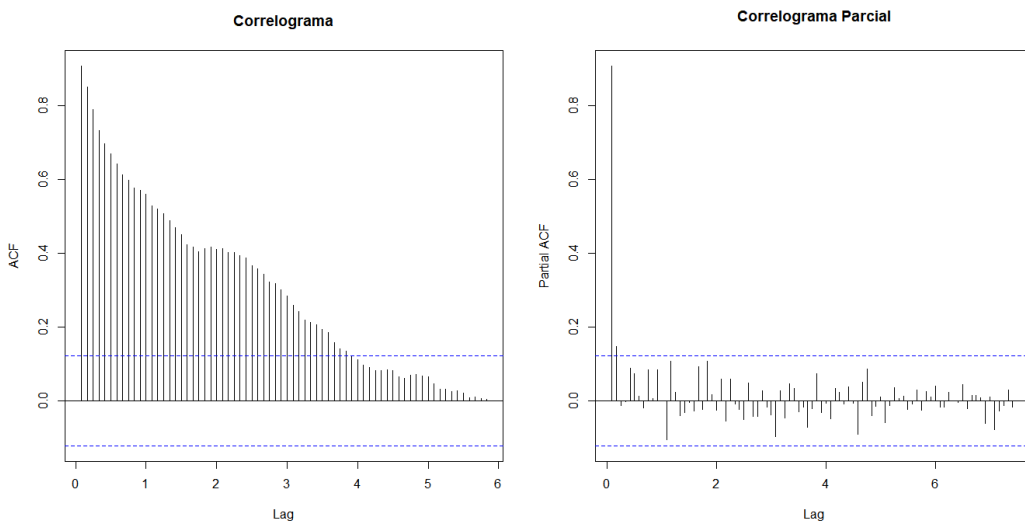 Correlograma
ACF
0.0 0.2 0.4 0.6 0.8
0 1 2 3 4 5 6
Lag
Correlograma Parcial
Partial ACF
0.0 0.2 0.4 0.6 0.8
0 2 4 6
Lag